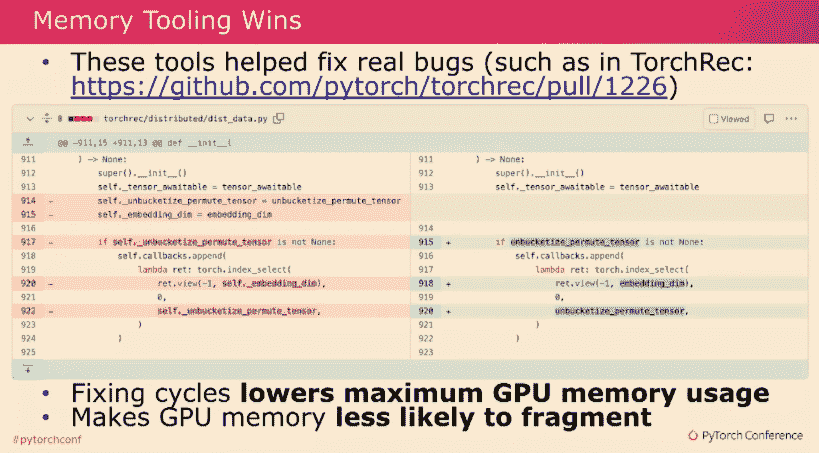 Memory Tooling Wins
• These tools helped fix real bugs (such as in TorchRec:
https://github.com/pytorch/torchrec/pull/1226)
8 torchrec/distributed/dist_data.py Viewed ...
@@ -911,15 +911,13 @@ def __init__(
911 ) -> None:
912 super().__init__()
913 self._tensor_awaitable = tensor_awaitable
914 - self._unbucketize_permute_tensor = unbucketize_permute_tensor
915 - self._embedding_dim = embedding_dim
916
917 - if self._unbucketize_permute_tensor is not None:
918 self.callbacks.append(
919 lambda ret: torch.index_select(
920 - ret.view(-1, self._embedding_dim),
921 0,
922 - self._unbucketize_permute_tensor,
923 )
924 )
925
911 ) -> None:
912 super().__init__()
913 self._tensor_awaitable = tensor_awaitable
914
915 + if unbucketize_permute_tensor is not None:
916 self.callbacks.append(
917 lambda ret: torch.index_select(
918 + ret.view(-1, embedding_dim),
919 0,
920 + unbucketize_permute_tensor,
921 )
922 )
923
• Fixing cycles lowers maximum GPU memory usage
• Makes GPU memory less likely to fragment
#pytorchconf
PyTorch Conference